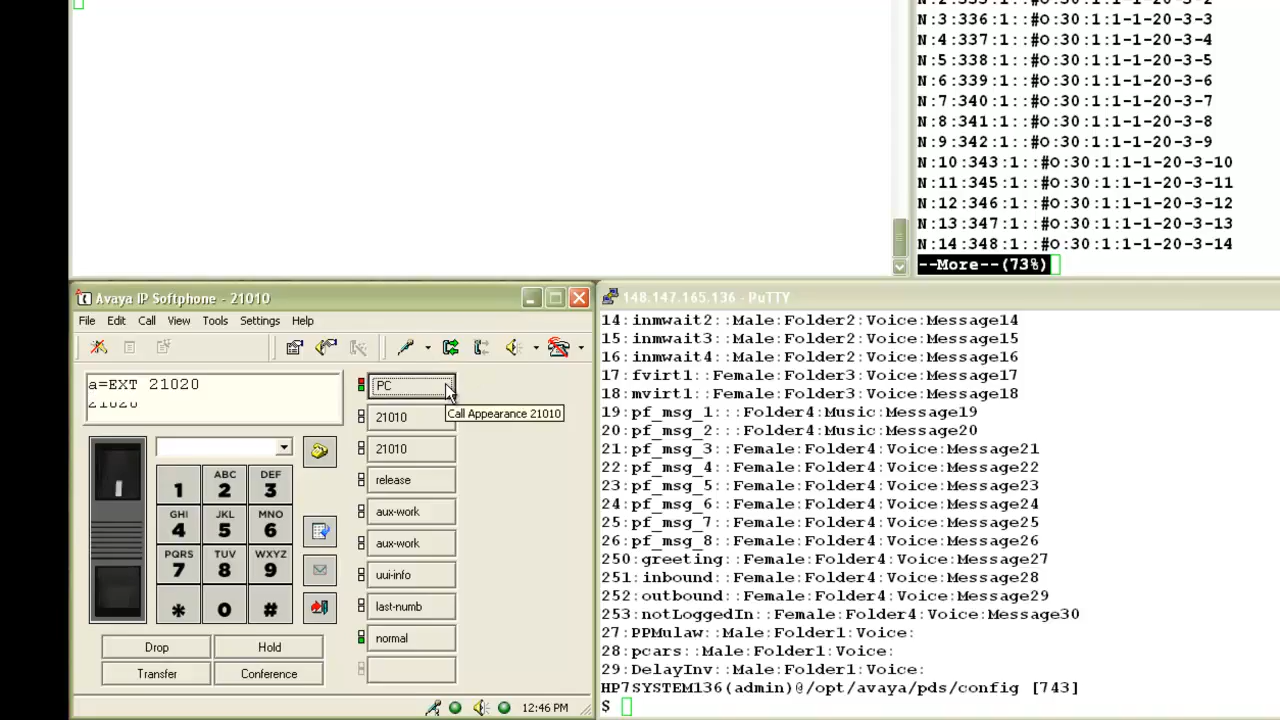 N:3:336:1::#O:30:1:1-1-20-3-3
N:4:337:1::#O:30:1:1-1-20-3-4
N:5:338:1::#O:30:1:1-1-20-3-5
N:6:339:1::#O:30:1:1-1-20-3-6
N:7:340:1::#O:30:1:1-1-20-3-7
N:8:341:1::#O:30:1:1-1-20-3-8
N:9:342:1::#O:30:1:1-1-20-3-9
N:10:343:1::#O:30:1:1-1-20-3-10
N:11:345:1::#O:30:1:1-1-20-3-11
N:12:346:1::#O:30:1:1-1-20-3-12
N:13:347:1::#O:30:1:1-1-20-3-13
N:14:348:1::#O:30:1:1-1-20-3-14
--More--(73%)
Avaya IP Softphone - 21010
File Edit Call View Tools Settings Help
a=EXT 21020
21020
PC
Call Appearance 21010
21010
21010
release
aux-work
aux-work
uui-info
last-numb
normal
1 ABC 2 DEF 3
GHI 4 JKL 5 MNO 6
PQRS 7 TUV 8 WXYZ 9
* 0 #
Drop Hold
Transfer Conference
12:46 PM
148.147.165.136 - PuTTY
14:inmwait2::Male:Folder2:Voice:Message14
15:inmwait3::Male:Folder2:Voice:Message15
16:inmwait4::Male:Folder2:Voice:Message16
17:fvirt1::Female:Folder3:Voice:Message17
18:mvirt1::Female:Folder3:Voice:Message18
19:pf_msg_1:::Folder4:Music:Message19
20:pf_msg_2:::Folder4:Music:Message20
21:pf_msg_3::Female:Folder4:Voice:Message21
22:pf_msg_4::Female:Folder4:Voice:Message22
23:pf_msg_5::Female:Folder4:Voice:Message23
24:pf_msg_6::Female:Folder4:Voice:Message24
25:pf_msg_7::Female:Folder4:Voice:Message25
26:pf_msg_8::Female:Folder4:Voice:Message26
250:greeting::Female:Folder4:Voice:Message27
251:inbound::Female:Folder4:Voice:Message28
252:outbound::Female:Folder4:Voice:Message29
253:notLoggedIn::Female:Folder4:Voice:Message30
27:PPMulaw::Male:Folder1:Voice:
28:pcars::Male:Folder1:Voice:
29:DelayInv::Male:Folder1:Voice:
HP7SYSTEM136(admin)@/opt/avaya/pds/config [743]
$